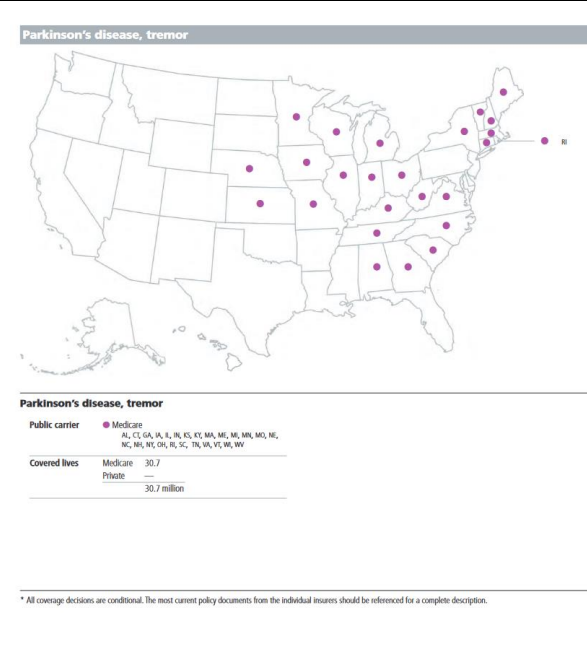 Parkinson's disease, tremor
RI
Parkinson's disease, tremor
Public carrier Medicare
AL, CT, GA, IA, IL, IN, KS, KY, MA, ME, MI, MN, MO, NE,
NC, NH, NY, OH, RI, SC, TN, VA, VT, WI, WV
Covered lives Medicare 30.7
Private —
30.7 million
* All coverage decisions are conditional. The most current policy documents from the individual insurers should be referenced for a complete description.